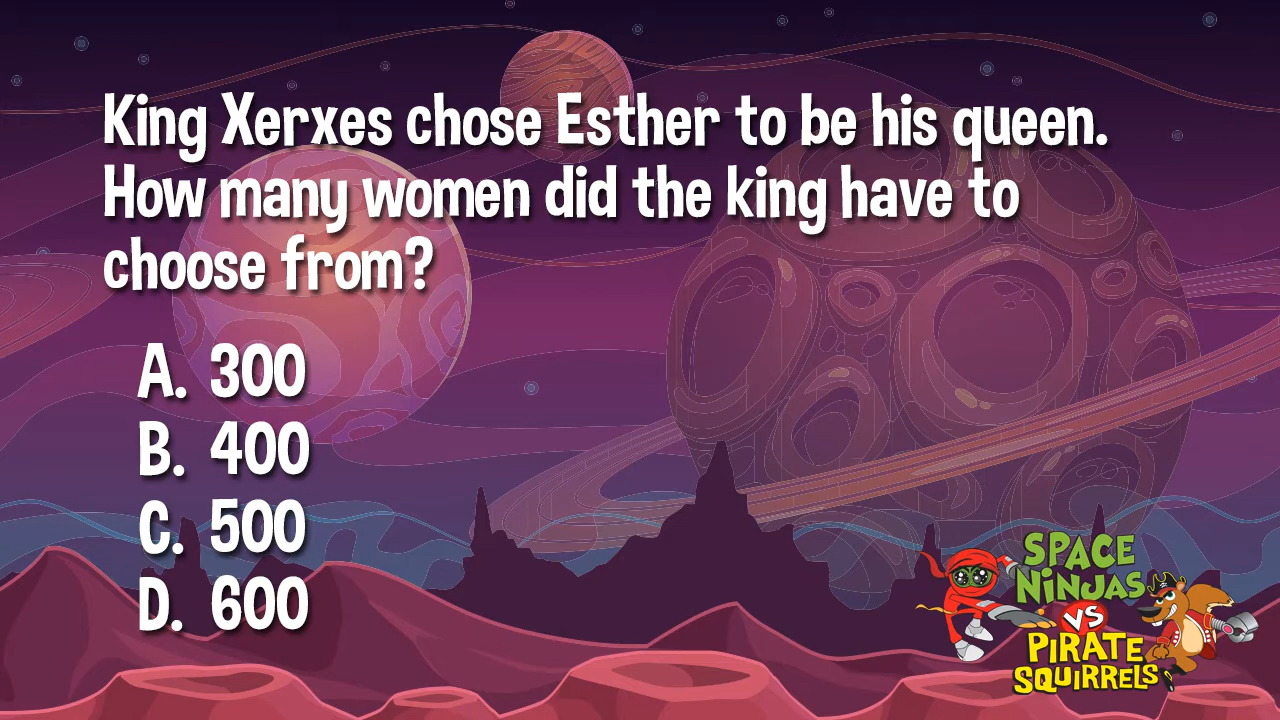 King Xerxes chose Esther to be his queen.
How many women did the king have to
choose from?
A. 300
B. 400
C. 500
D. 600
SPACE
NiNJAS
VS
PiRATE
SQUiRRELS